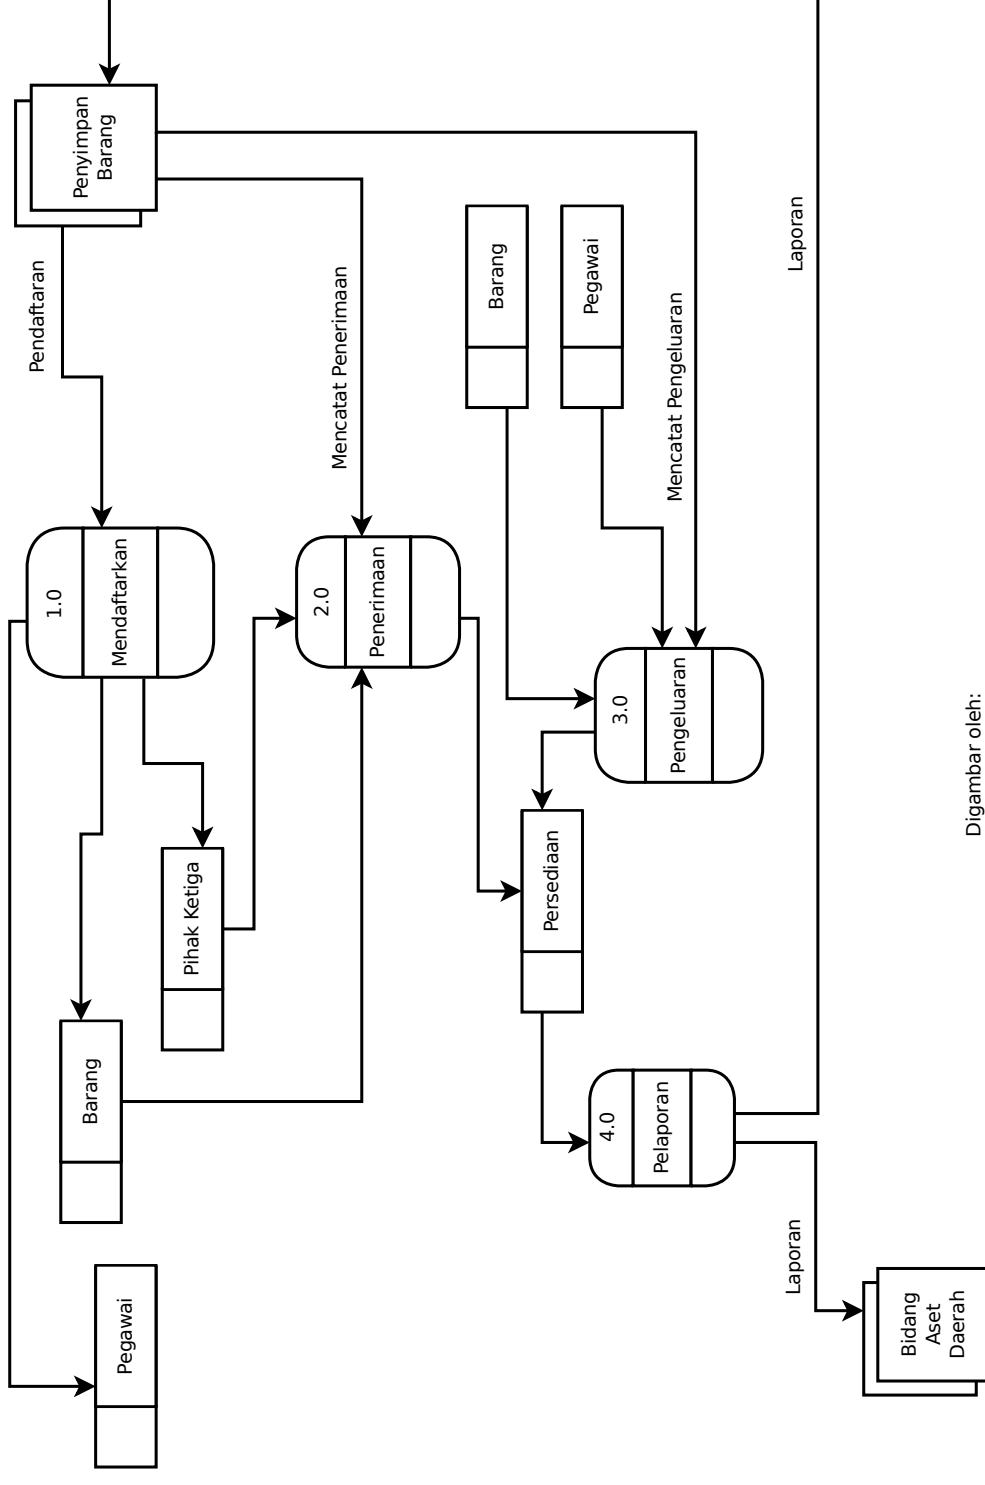 Pegawai
Barang
Pihak Ketiga
1.0
Mendaftarkan
Pendaftaran
Penyimpan
Barang
2.0
Penerimaan
Mencatat Penerimaan
Persediaan
Barang
Pegawai
3.0
Pengeluaran
Mencatat Pengeluaran
4.0
Pelaporan
Laporan
Laporan
Bidang
Aset
Daerah
Digambar oleh: